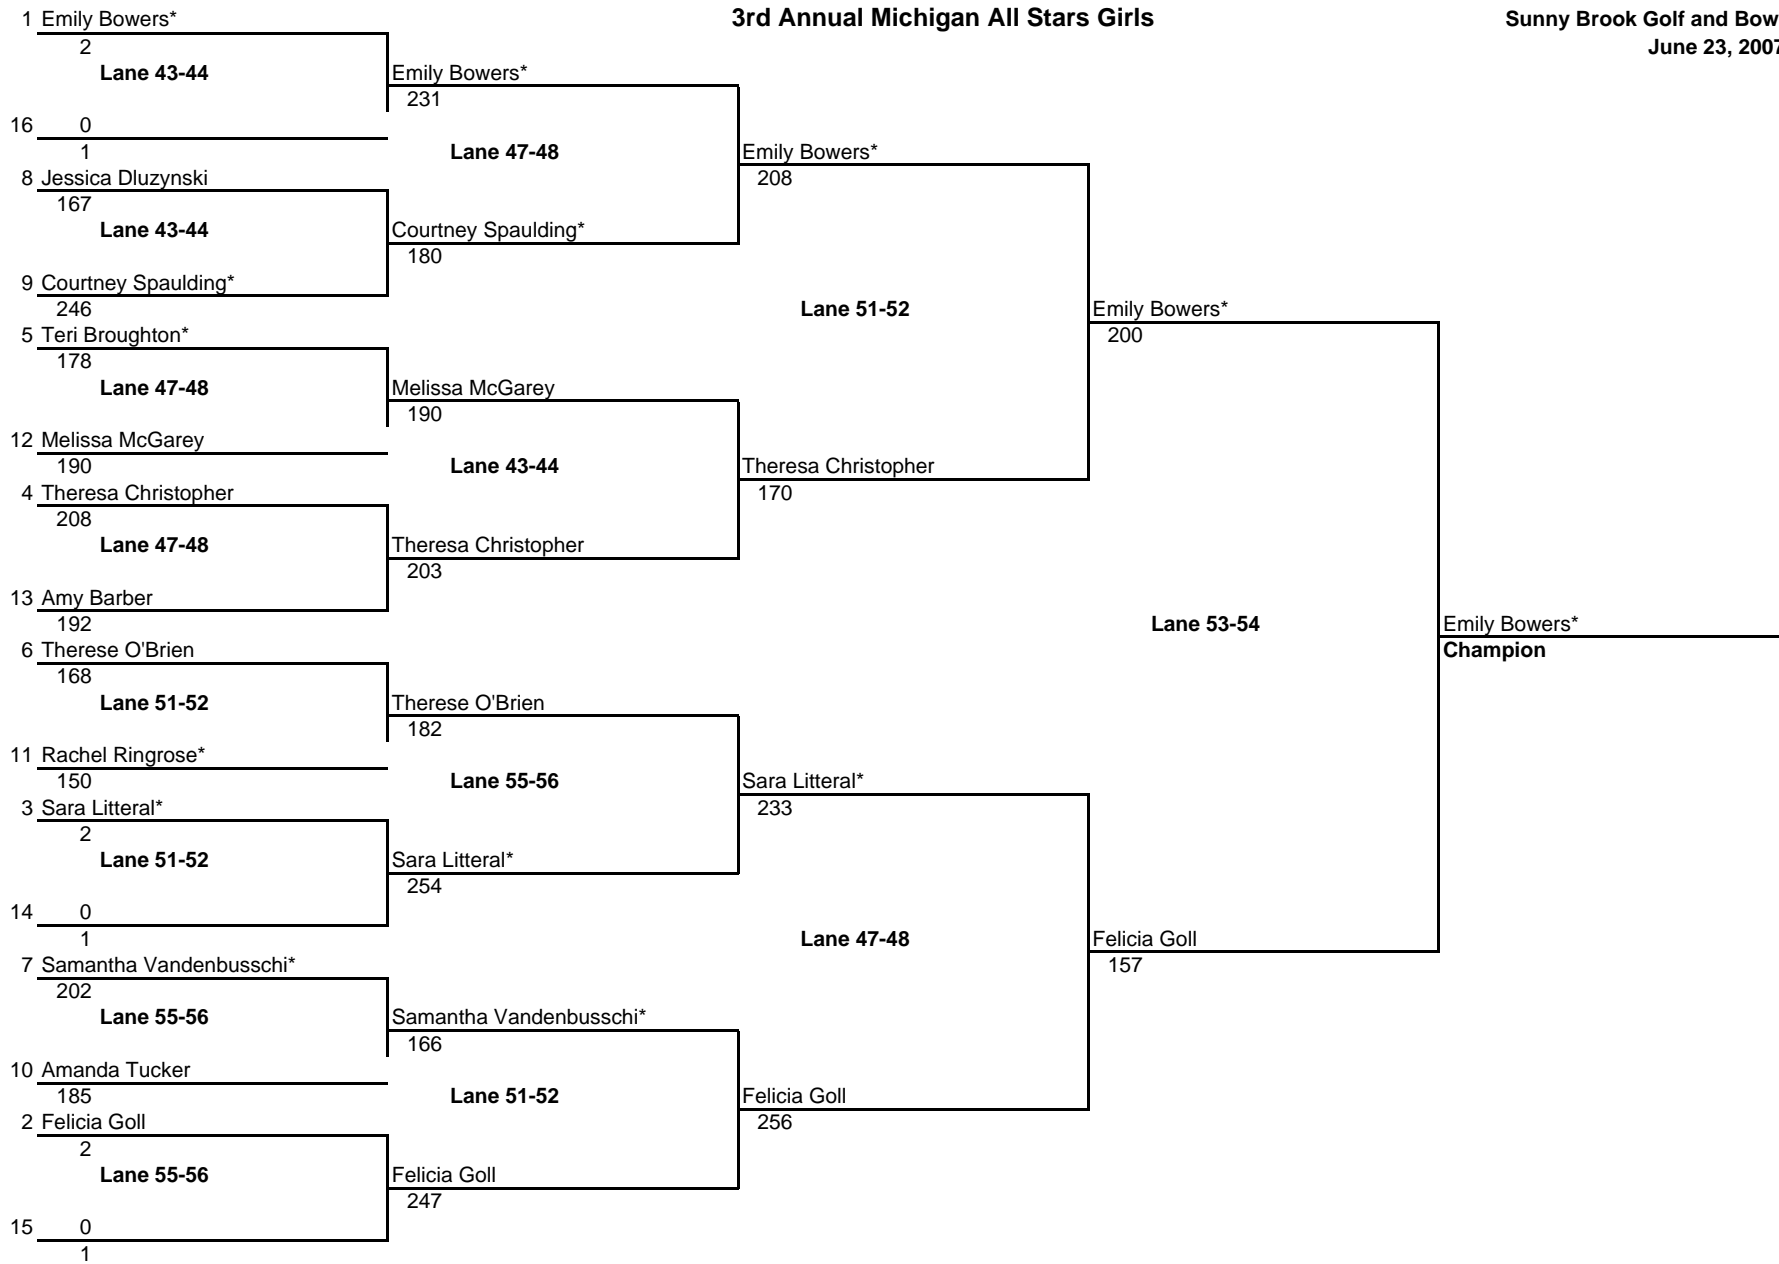 3rd Annual Michigan All Stars Girls
Sunny Brook Golf and Bow
June 23, 2007
1 Emily Bowers*
2
Lane 43-44
16 0
1
8 Jessica Dluzynski
167
Lane 43-44
9 Courtney Spaulding*
246
5 Teri Broughton*
178
Lane 47-48
12 Melissa McGarey
190
4 Theresa Christopher
208
Lane 47-48
13 Amy Barber
192
6 Therese O'Brien
168
Lane 51-52
11 Rachel Ringrose*
150
3 Sara Litteral*
2
Lane 51-52
14 0
1
7 Samantha Vandenbusschi*
202
Lane 55-56
10 Amanda Tucker
185
2 Felicia Goll
2
Lane 55-56
15 0
1
Emily Bowers*
231
Lane 47-48
Courtney Spaulding*
180
Melissa McGarey
190
Lane 43-44
Theresa Christopher
203
Therese O'Brien
182
Lane 55-56
Sara Litteral*
254
Samantha Vandenbusschi*
166
Lane 51-52
Felicia Goll
247
Emily Bowers*
208
Lane 51-52
Theresa Christopher
170
Sara Litteral*
233
Lane 47-48
Felicia Goll
256
Emily Bowers*
200
Lane 53-54
Felicia Goll
157
Emily Bowers*
Champion